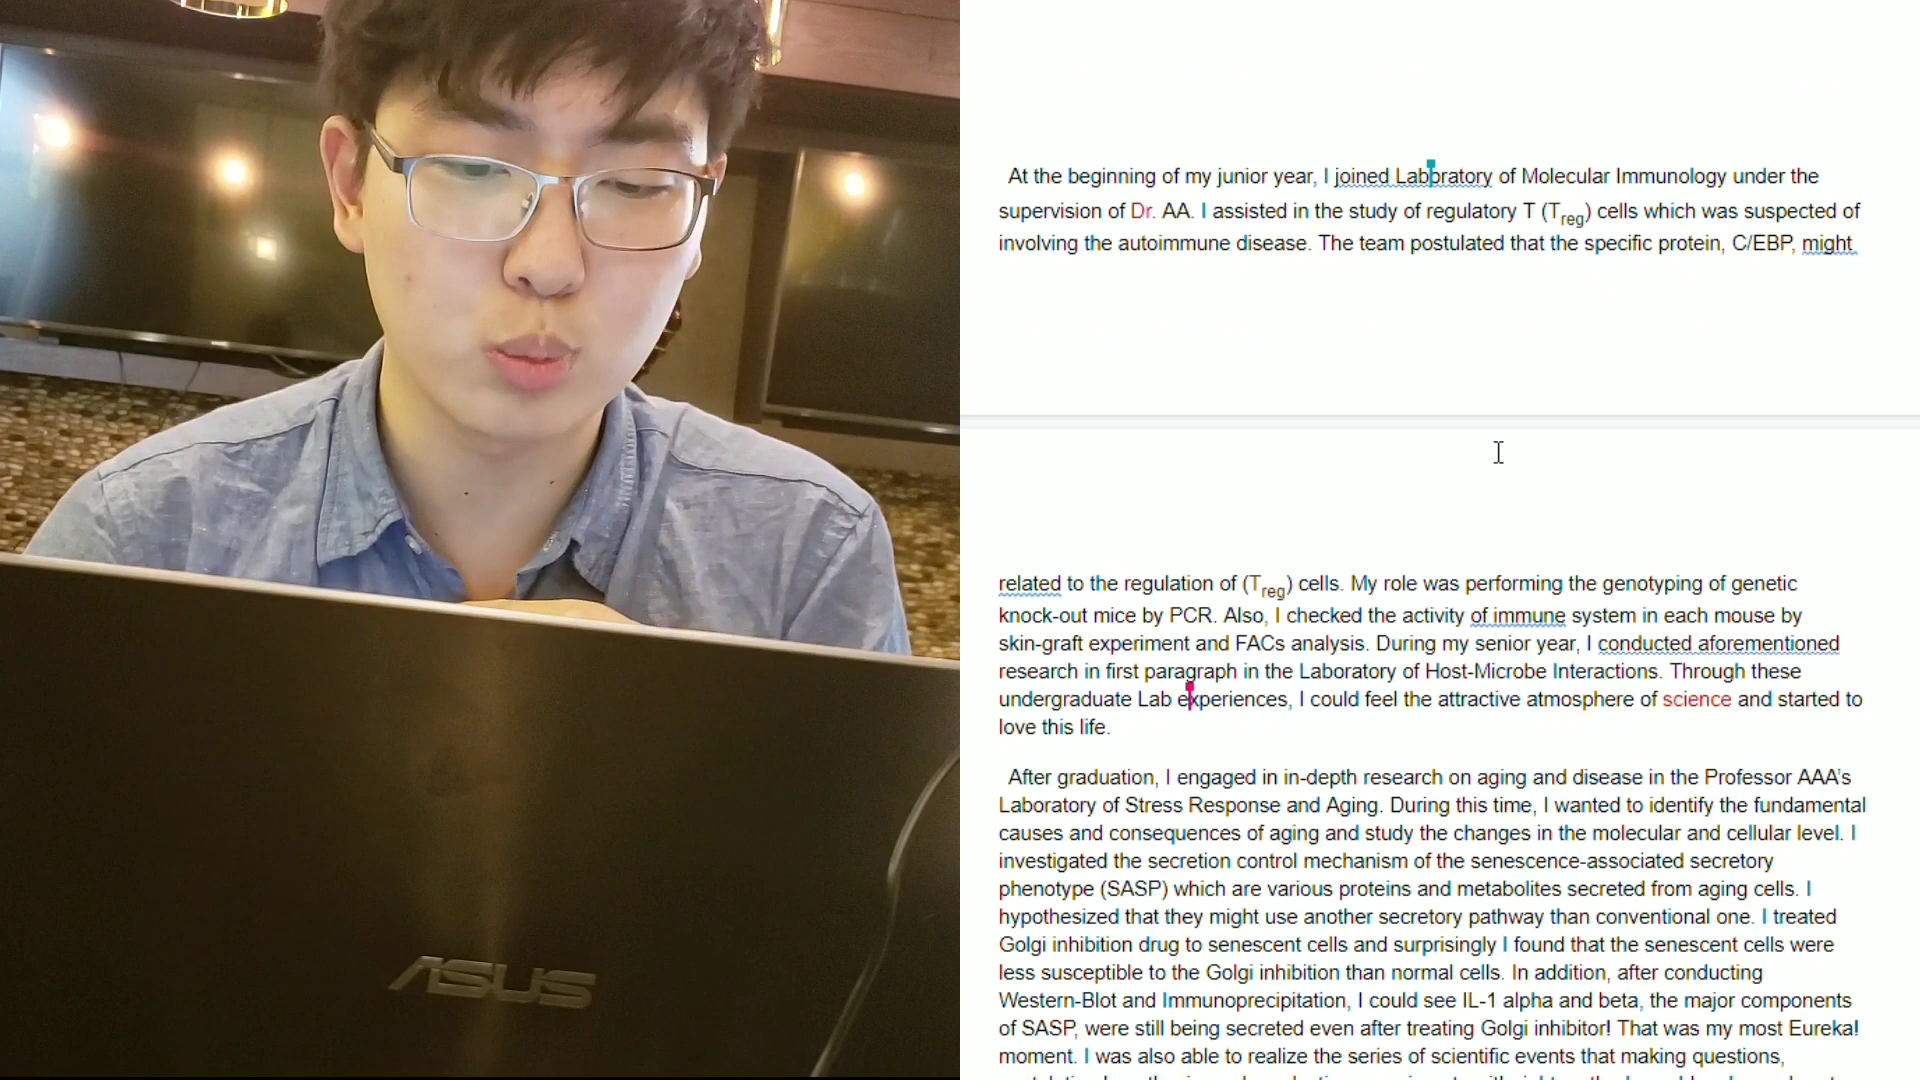 At the beginning of my junior year, I joined Laboratory of Molecular Immunology under the
supervision of Dr. AA. I assisted in the study of regulatory T (Treg) cells which was suspected of
involving the autoimmune disease. The team postulated that the specific protein, C/EBP, might
related to the regulation of (Treg) cells. My role was performing the genotyping of genetic
knock-out mice by PCR. Also, I checked the activity of immune system in each mouse by
skin-graft experiment and FACs analysis. During my senior year, I conducted aforementioned
research in first paragraph in the Laboratory of Host-Microbe Interactions. Through these
undergraduate Lab experiences, I could feel the attractive atmosphere of science and started to
love this life.
After graduation, I engaged in in-depth research on aging and disease in the Professor AAA's
Laboratory of Stress Response and Aging. During this time, I wanted to identify the fundamental
causes and consequences of aging and study the changes in the molecular and cellular level. I
investigated the secretion control mechanism of the senescence-associated secretory
phenotype (SASP) which are various proteins and metabolites secreted from aging cells. I
hypothesized that they might use another secretory pathway than conventional one. I treated
Golgi inhibition drug to senescent cells and surprisingly I found that the senescent cells were
less susceptible to the Golgi inhibition than normal cells. In addition, after conducting
Western-Blot and Immunoprecipitation, I could see IL-1 alpha and beta, the major components
of SASP, were still being secreted even after treating Golgi inhibitor! That was my most Eureka!
moment. I was also able to realize the series of scientific events that making questions,
ASUS